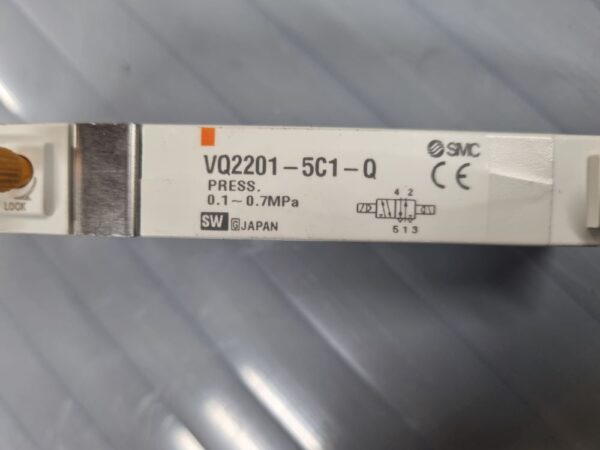 SMC
VQ2201-5C1-Q
PRESS.
0.1~0.7MPa
CE
4 2
5 1 3
SW G JAPAN
LOCK